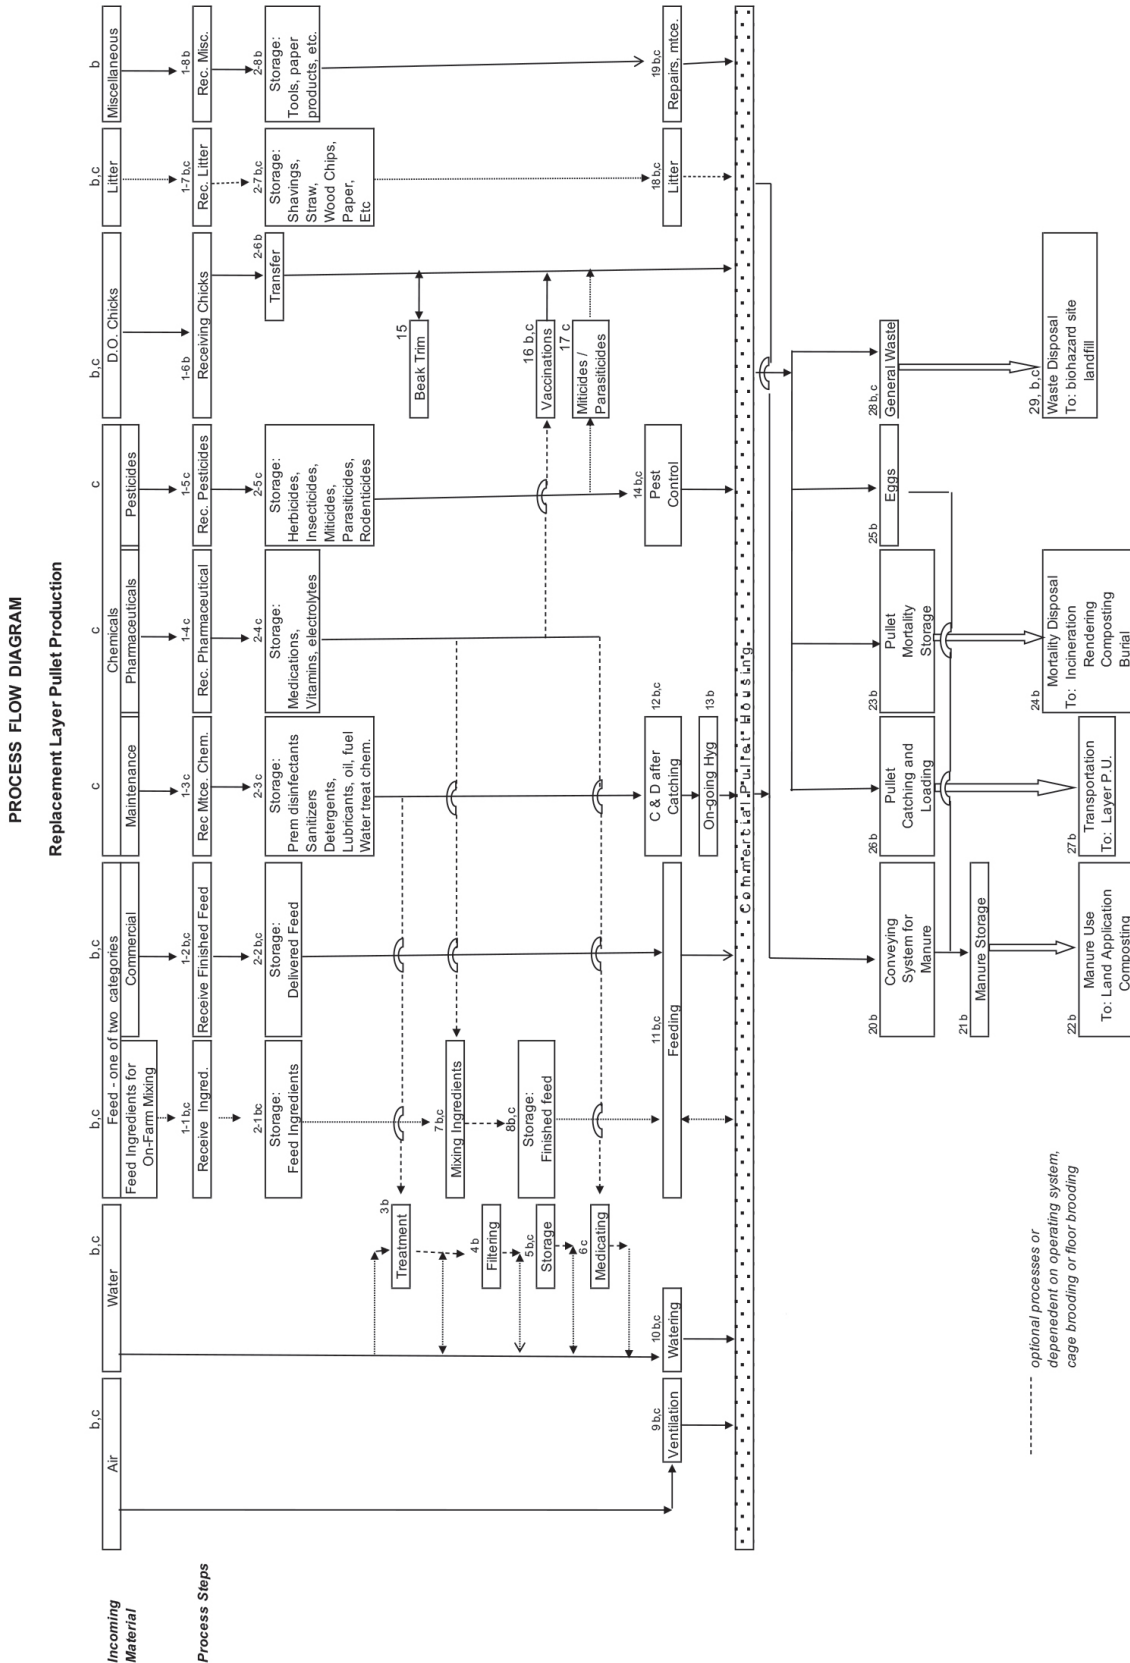 PROCESS FLOW DIAGRAM
Replacement Layer Pullet Production
Incoming
Material
Process Steps
b,c
Air
b,c
Water
b,c
b,c
Feed - one of two categories
Feed Ingredients for
On-Farm Mixing
Commercial
c
c
c
Chemicals
Maintenance
Pharmaceuticals
Pesticides
b,c
D.O. Chicks
b,c
Litter
b
Miscellaneous
1-1 b,c
Receive Ingred.
1-2 b,c
Receive Finished Feed
1-3 c
Rec Mtce. Chem.
1-4 c
Rec. Pharmaceutical
1-5 c
Rec. Pesticides
1-6 b
Receiving Chicks
1-7 b,c
Rec. Litter
1-8 b
Rec. Misc.
2-1 bc
Storage:
Feed Ingredients
2-2 b,c
Storage:
Delivered Feed
2-3 c
Storage:
Prem disinfectants
Sanitizers
Detergents,
Lubricants, oil, fuel
Water treat chem.
2-4 c
Storage:
Medications,
Vitamins, electrolytes
2-5 c
Storage:
Herbicides,
Insecticides,
Miticides,
Parasiticides,
Rodenticides
2-6 b
Transfer
2-7 b,c
Storage:
Shavings,
Straw,
Wood Chips,
Paper,
Etc
2-8 b
Storage:
Tools, paper
products, etc.
3 b
Treatment
4 b
Filtering
5 b,c
Storage
6 c
Medicating
7 b,c
Mixing Ingredients
8b,c
Storage:
Finished feed
15
Beak Trim
16 b,c
Vaccinations
17 c
Miticides /
Parasiticides
9 b,c
Ventilation
10 b,c
Watering
11 b,c
Feeding
12 b,c
C & D after
Catching
13 b
On-going Hyg
14 b,c
Pest
Control
18 b,c
Litter
19 b,c
Repairs, mtce.
Commercial Pullet Housing
20 b
Conveying
System for
Manure
21 b
Manure Storage
22 b
Manure Use
To: Land Application
Composting
26 b
Pullet
Catching and
Loading
27 b
Transportation
To: Layer P.U.
23 b
Pullet
Mortality
Storage
24 b
Mortality Disposal
To: Incineration
Rendering
Composting
Burial
25 b
Eggs
28 b, c
General Waste
29, b,c
Waste Disposal
To: biohazard site
landfill
optional processes or
depenedent on operating system,
cage brooding or floor brooding